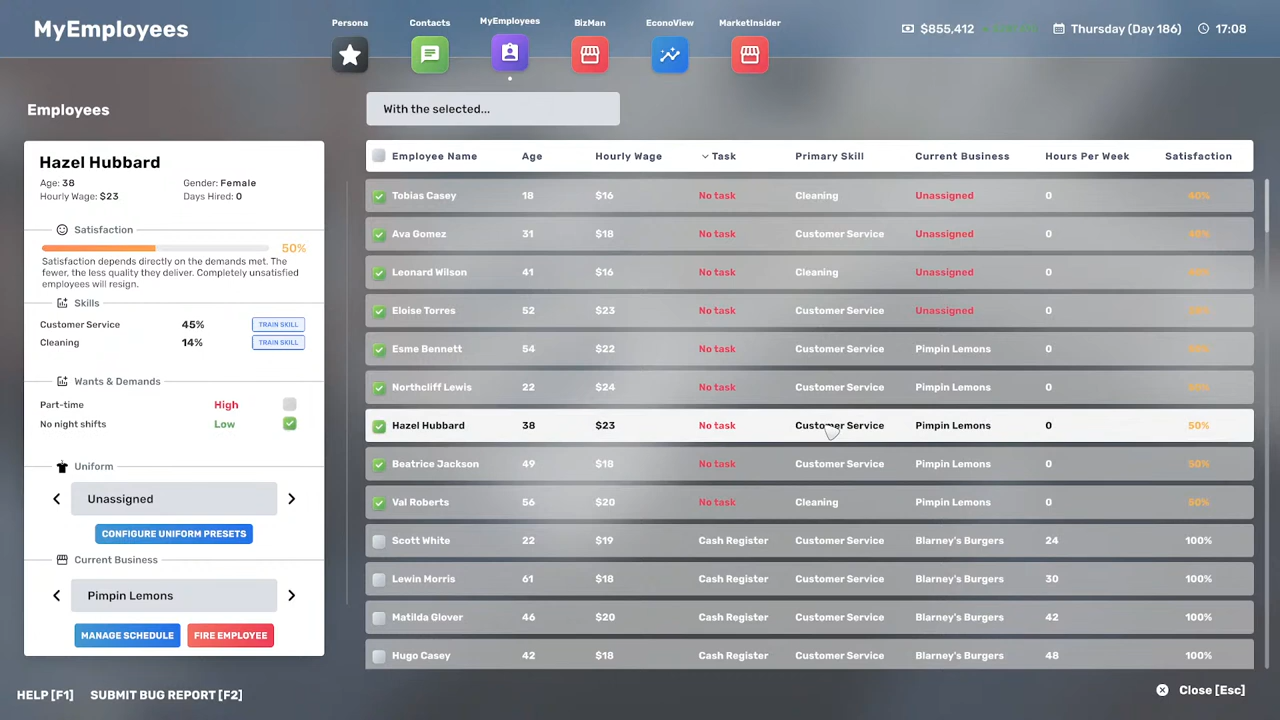 MyEmployees
Persona
Contacts
MyEmployees
BizMan
EconoView
MarketInsider
$855,412
Thursday (Day 186)
17:08
Employees
With the selected...
Hazel Hubbard
Age: 38
Gender: Female
Hourly Wage: $23
Days Hired: 0
Satisfaction
50%
Satisfaction depends directly on the demands met. The
fewer, the less quality they deliver. Completely unsatisfied
employees will resign.
Skills
Customer Service 45% TRAIN SKILL
Cleaning 14% TRAIN SKILL
Wants & Demands
Part-time High
No night shifts Low
Uniform
Unassigned
CONFIGURE UNIFORM PRESETS
Current Business
Pimpin Lemons
MANAGE SCHEDULE FIRE EMPLOYEE
Employee Name Age Hourly Wage Task Primary Skill Current Business Hours Per Week Satisfaction
Tobias Casey 18 $16 No task Cleaning Unassigned 0 40%
Ava Gomez 31 $18 No task Customer Service Unassigned 0 40%
Leonard Wilson 41 $16 No task Cleaning Unassigned 0
Eloise Torres 52 $23 No task Customer Service Unassigned 0
Esme Bennett 54 $22 No task Customer Service Pimpin Lemons 0
Northcliff Lewis 22 $24 No task Customer Service Pimpin Lemons 0
Hazel Hubbard 38 $23 No task Customer Service Pimpin Lemons 0 50%
Beatrice Jackson 49 $18 No task Customer Service Pimpin Lemons 0 50%
Val Roberts 56 $20 No task Cleaning Pimpin Lemons 0
Scott White 22 $19 Cash Register Customer Service Blarney's Burgers 24 100%
Lewin Morris 61 $18 Cash Register Customer Service Blarney's Burgers 30 100%
Matilda Glover 46 $20 Cash Register Customer Service Blarney's Burgers 42 100%
Hugo Casey 42 $18 Cash Register Customer Service Blarney's Burgers 48 100%
HELP [F1] SUBMIT BUG REPORT [F2]
Close [Esc]